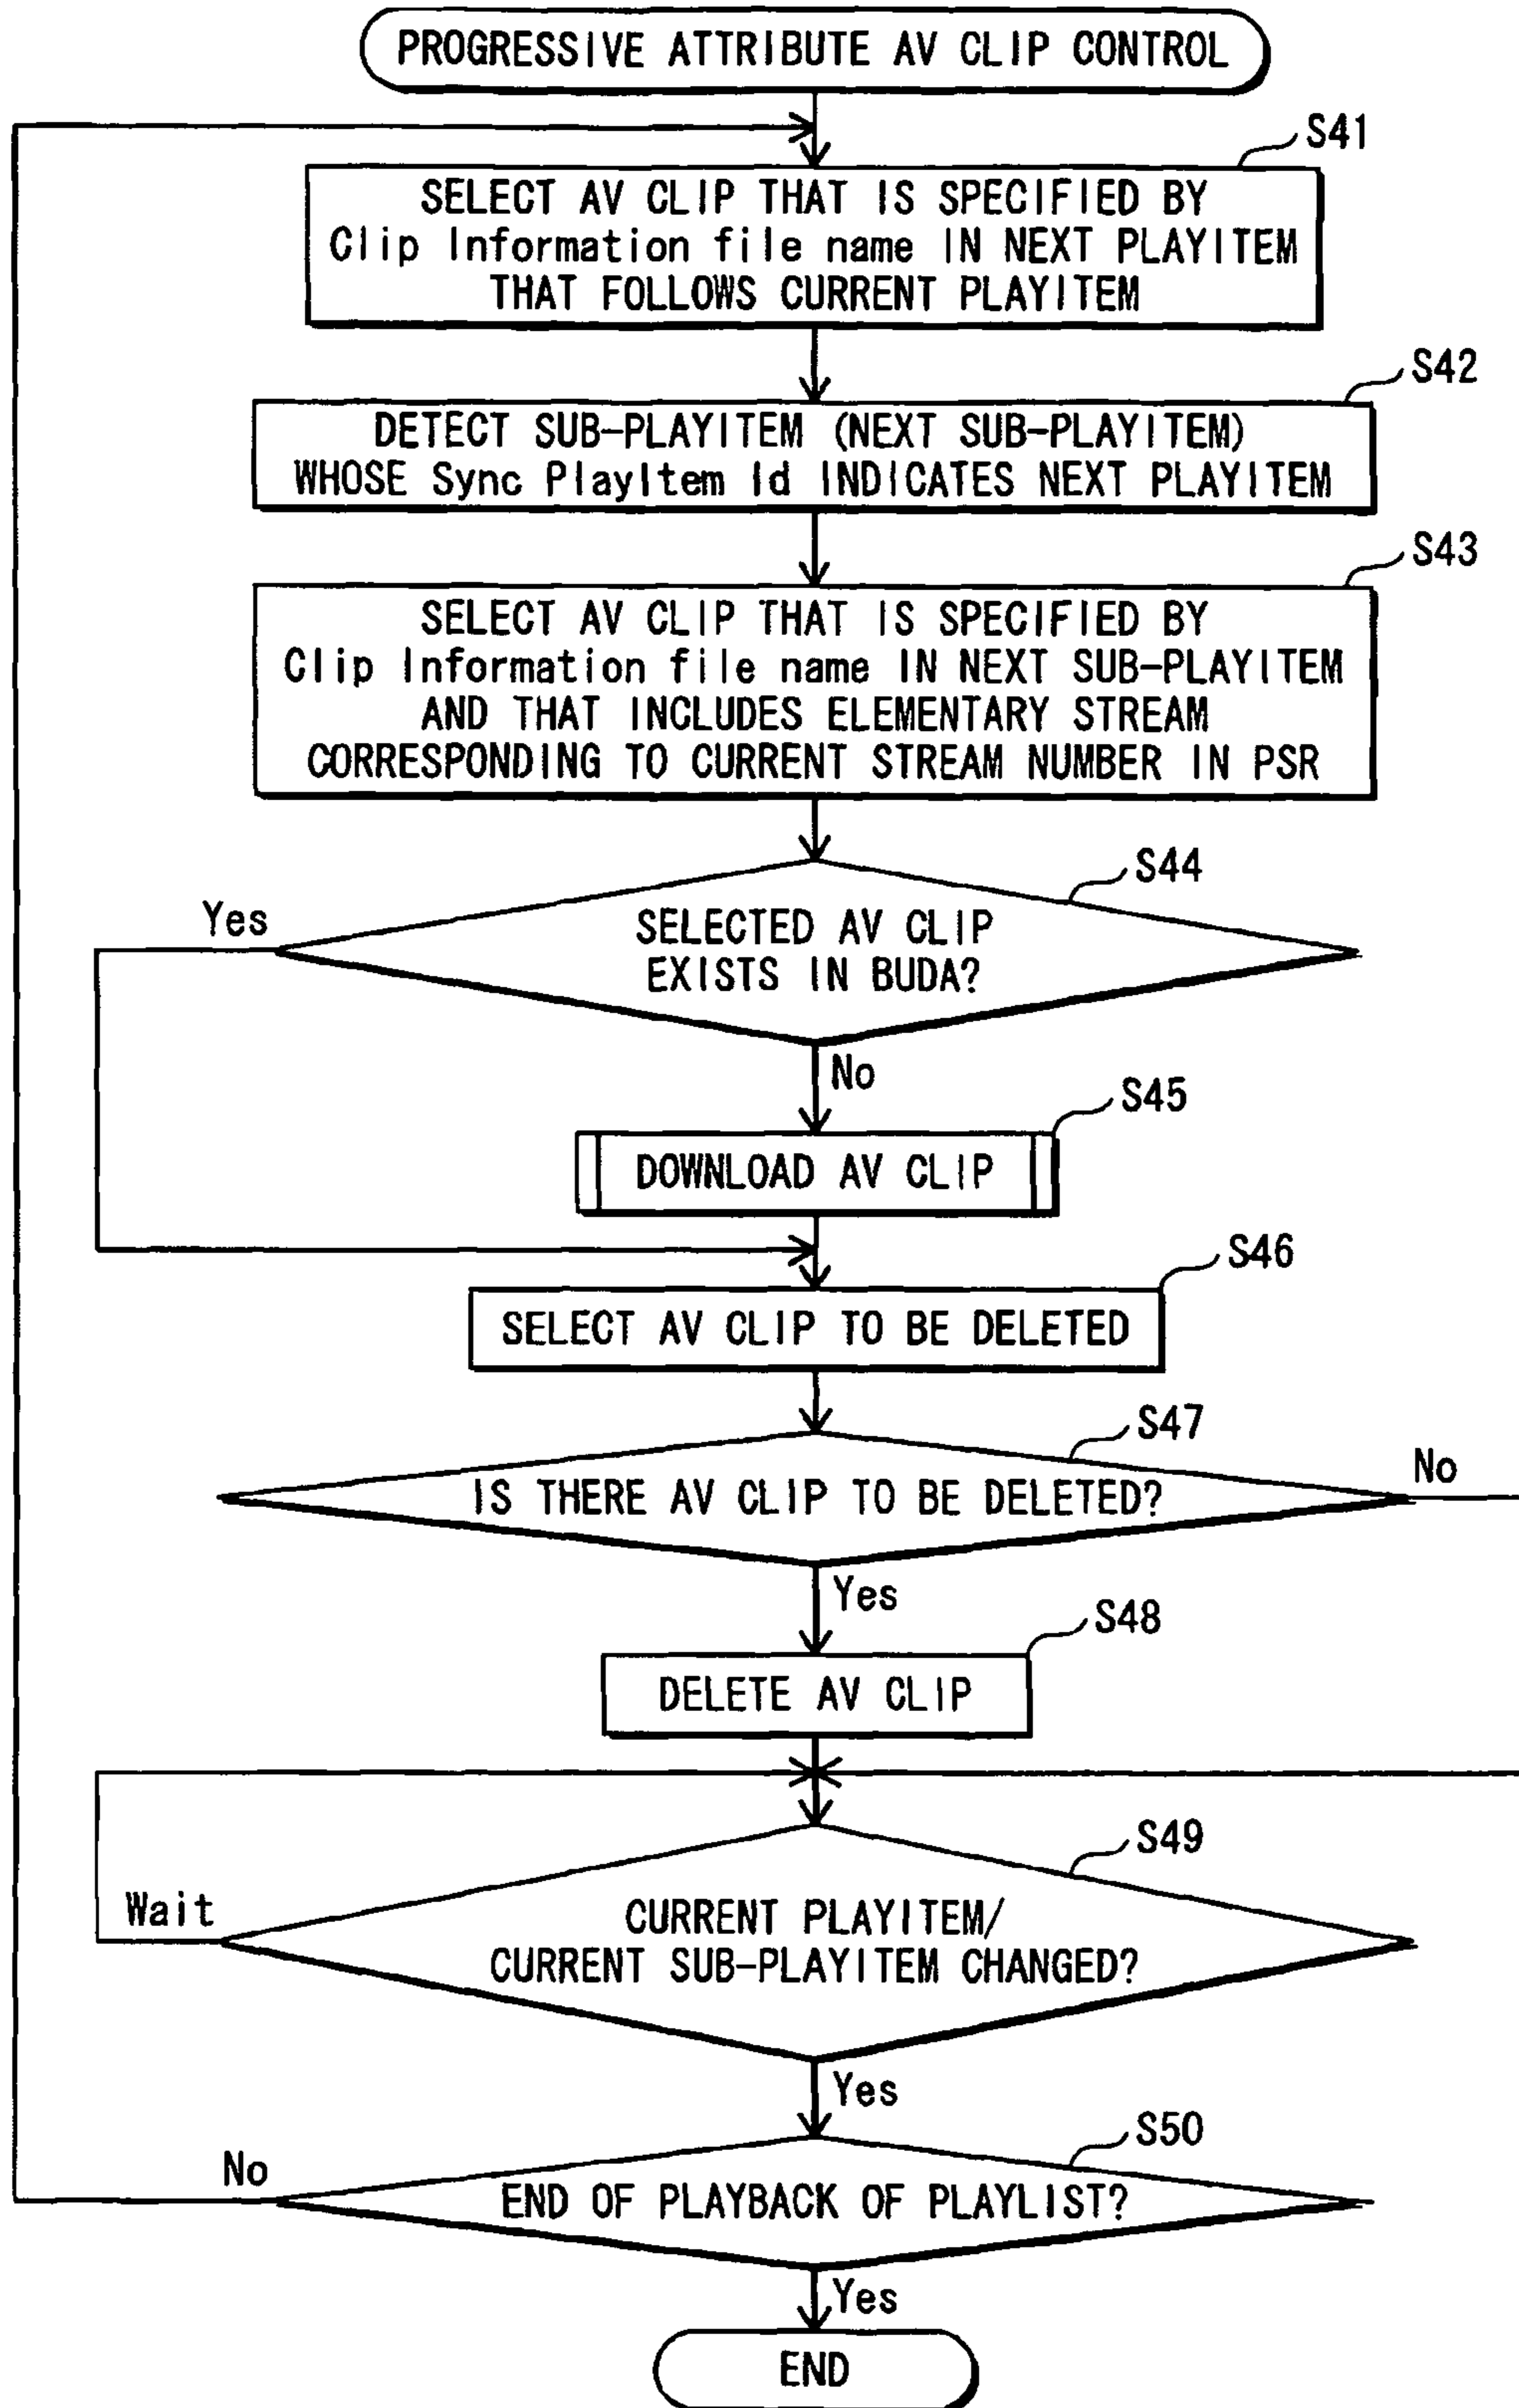 PROGRESSIVE ATTRIBUTE AV CLIP CONTROL
S41
SELECT AV CLIP THAT IS SPECIFIED BY
Clip Information file name IN NEXT PLAYITEM
THAT FOLLOWS CURRENT PLAYITEM
S42
DETECT SUB-PLAYITEM (NEXT SUB-PLAYITEM)
WHOSE Sync PlayItem Id INDICATES NEXT PLAYITEM
S43
SELECT AV CLIP THAT IS SPECIFIED BY
Clip Information file name IN NEXT SUB-PLAYITEM
AND THAT INCLUDES ELEMENTARY STREAM
CORRESPONDING TO CURRENT STREAM NUMBER IN PSR
S44
Yes
SELECTED AV CLIP
EXISTS IN BUDA?
No
S45
DOWNLOAD AV CLIP
S46
SELECT AV CLIP TO BE DELETED
S47
No
IS THERE AV CLIP TO BE DELETED?
Yes
S48
DELETE AV CLIP
S49
Wait
CURRENT PLAYITEM/
CURRENT SUB-PLAYITEM CHANGED?
Yes
S50
No
END OF PLAYBACK OF PLAYLIST?
Yes
END